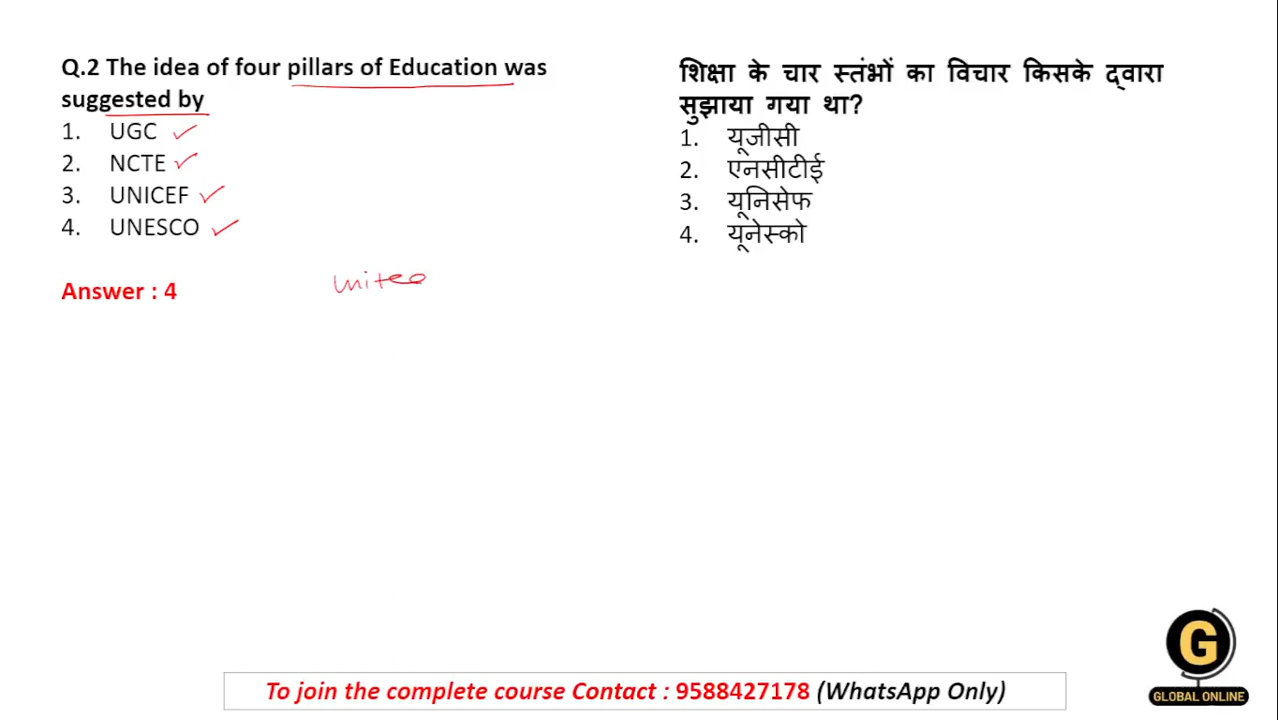 Q.2 The idea of four pillars of Education was
suggested by
1. UGC
2. NCTE
3. UNICEF
4. UNESCO
Answer : 4
United
शिक्षा के चार स्तंभों का विचार किसके द्वारा
सुझाया गया था?
1. यूजीसी
2. एनसीटीई
3. यूनिसेफ
4. यूनेस्को
G
GLOBAL ONLINE
To join the complete course Contact : 9588427178 (WhatsApp Only)